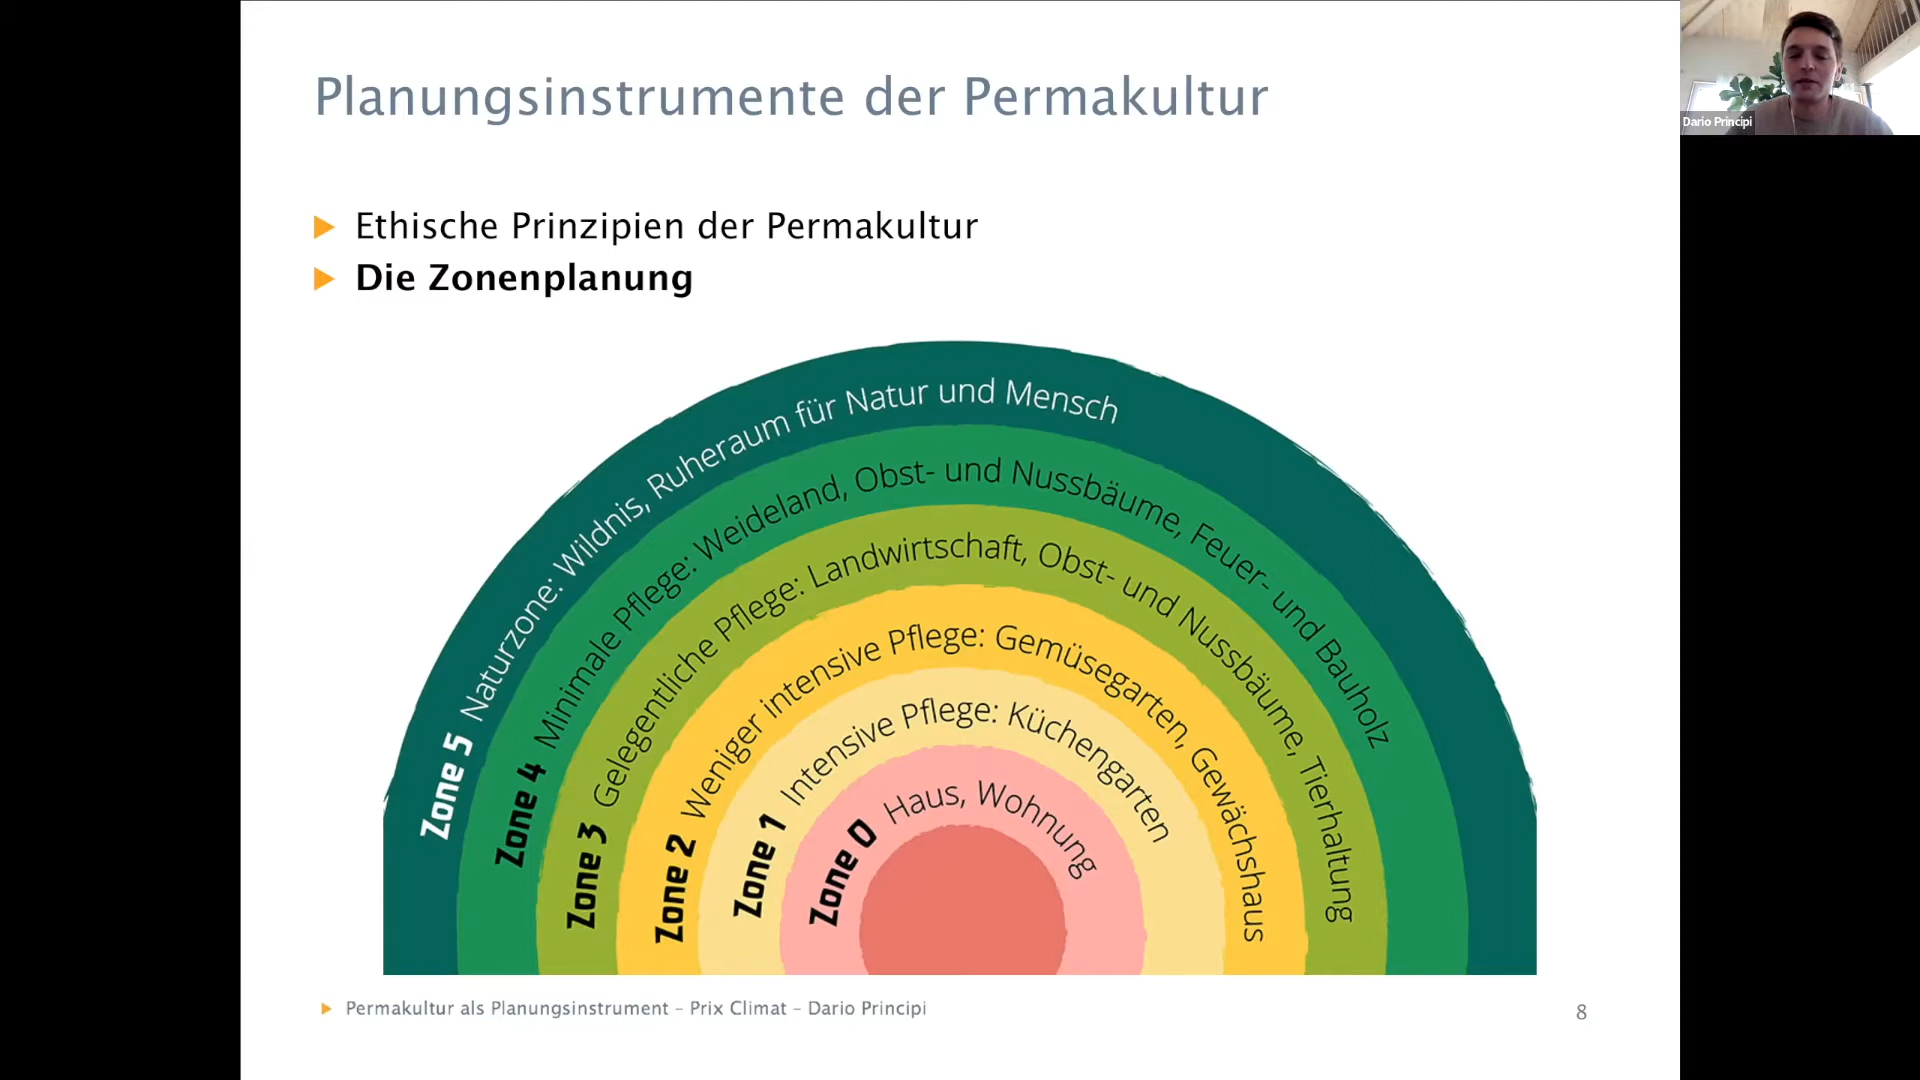 Planungsinstrumente der Permakultur
Dario Principi
Ethische Prinzipien der Permakultur
Die Zonenplanung
Zone 5 Naturzone: Wildnis, Ruheraum für Natur und Mensch
Zone 4 Minimale Pflege: Weideland, Obst- und Nussbäume, Feuer- und Bauholz
Zone 3 Gelegentliche Pflege: Landwirtschaft, Obst- und Nussbäume, Tierhaltung
Zone 2 Weniger intensive Pflege: Gemüsegarten, Gewächshaus
Zone 1 Intensive Pflege: Küchengarten
Zone 0 Haus, Wohnung
Permakultur als Planungsinstrument – Prix Climat – Dario Principi
8